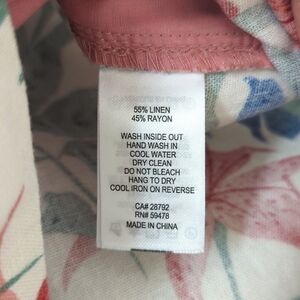 55% LINEN
45% RAYON
WASH INSIDE OUT
HAND WASH IN
COOL WATER
DRY CLEAN
DO NOT BLEACH
HANG TO DRY
COOL IRON ON REVERSE
CA# 28792
RN# 59478
MADE IN CHINA